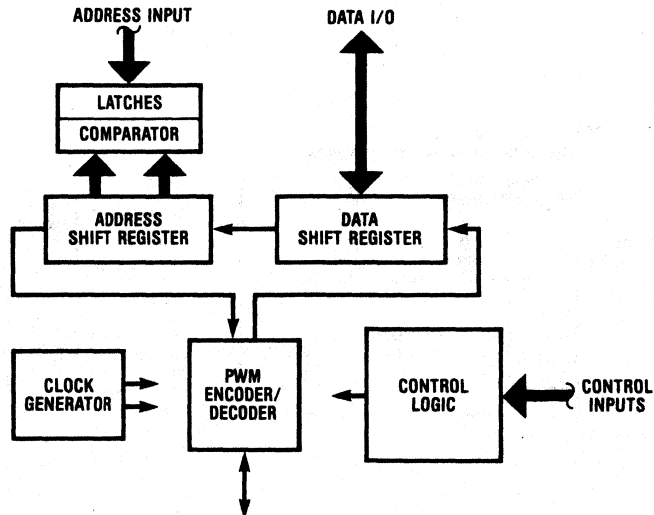 ADDRESS INPUT
DATA I/O
LATCHES
COMPARATOR
ADDRESS
SHIFT REGISTER
DATA
SHIFT REGISTER
CLOCK
GENERATOR
PWM
ENCODER/
DECODER
CONTROL
LOGIC
CONTROL
INPUTS